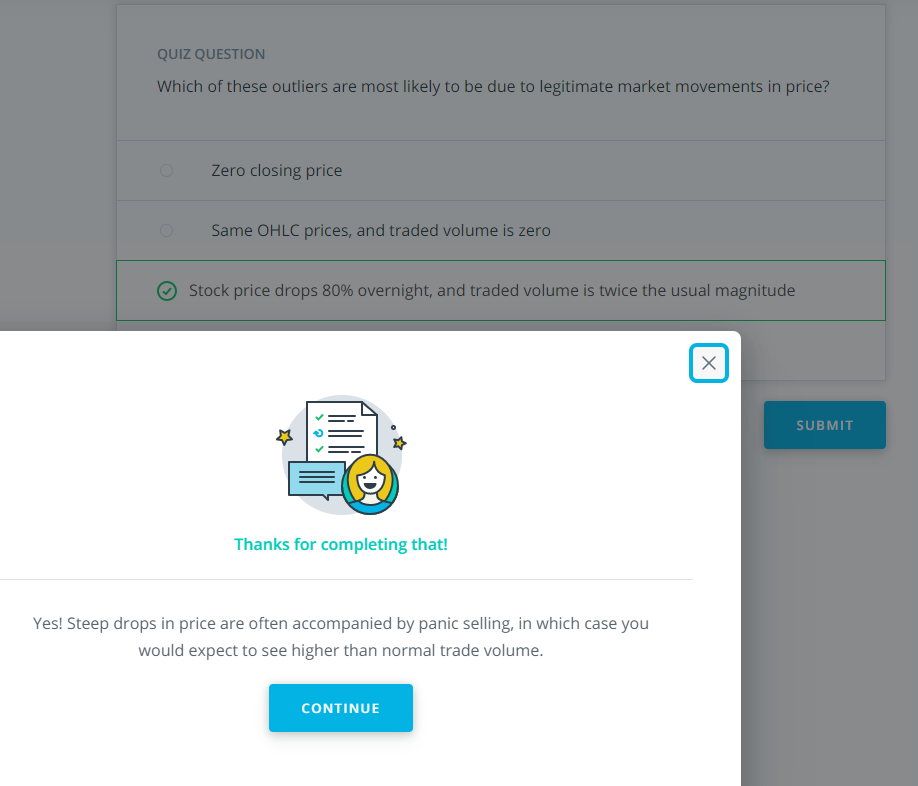 QUIZ QUESTION
Which of these outliers are most likely to be due to legitimate market movements in price?
Zero closing price
Same OHLC prices, and traded volume is zero
Stock price drops 80% overnight, and traded volume is twice the usual magnitude
SUBMIT
Thanks for completing that!
Yes! Steep drops in price are often accompanied by panic selling, in which case you
would expect to see higher than normal trade volume.
CONTINUE